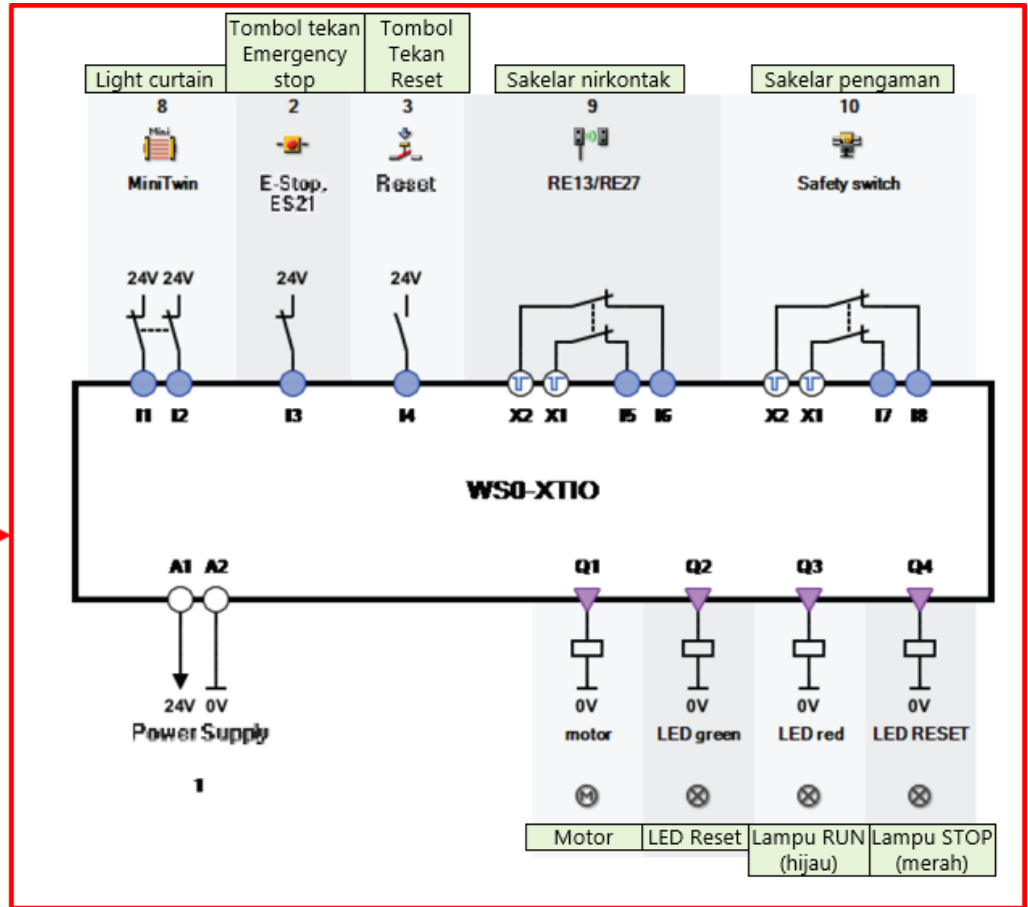 Light curtain
Tombol tekan
Emergency
stop
Tombol
Tekan
Reset
Sakelar nirkontak
Sakelar pengaman
8
2
3
9
10
Mini
MiniTwin
E-Stop,
ES21
Reset
RE13/RE27
Safety switch
24V 24V
24V
24V
I1 I2
I3
I4
X2 X1
I5 I6
X2 X1
I7 I8
WS0-XTIO
A1 A2
Q1
Q2
Q3
Q4
24V 0V
0V
0V
0V
0V
Power Supply
motor
LED green
LED red
LED RESET
1
M
Motor
LED Reset
Lampu RUN
(hijau)
Lampu STOP
(merah)